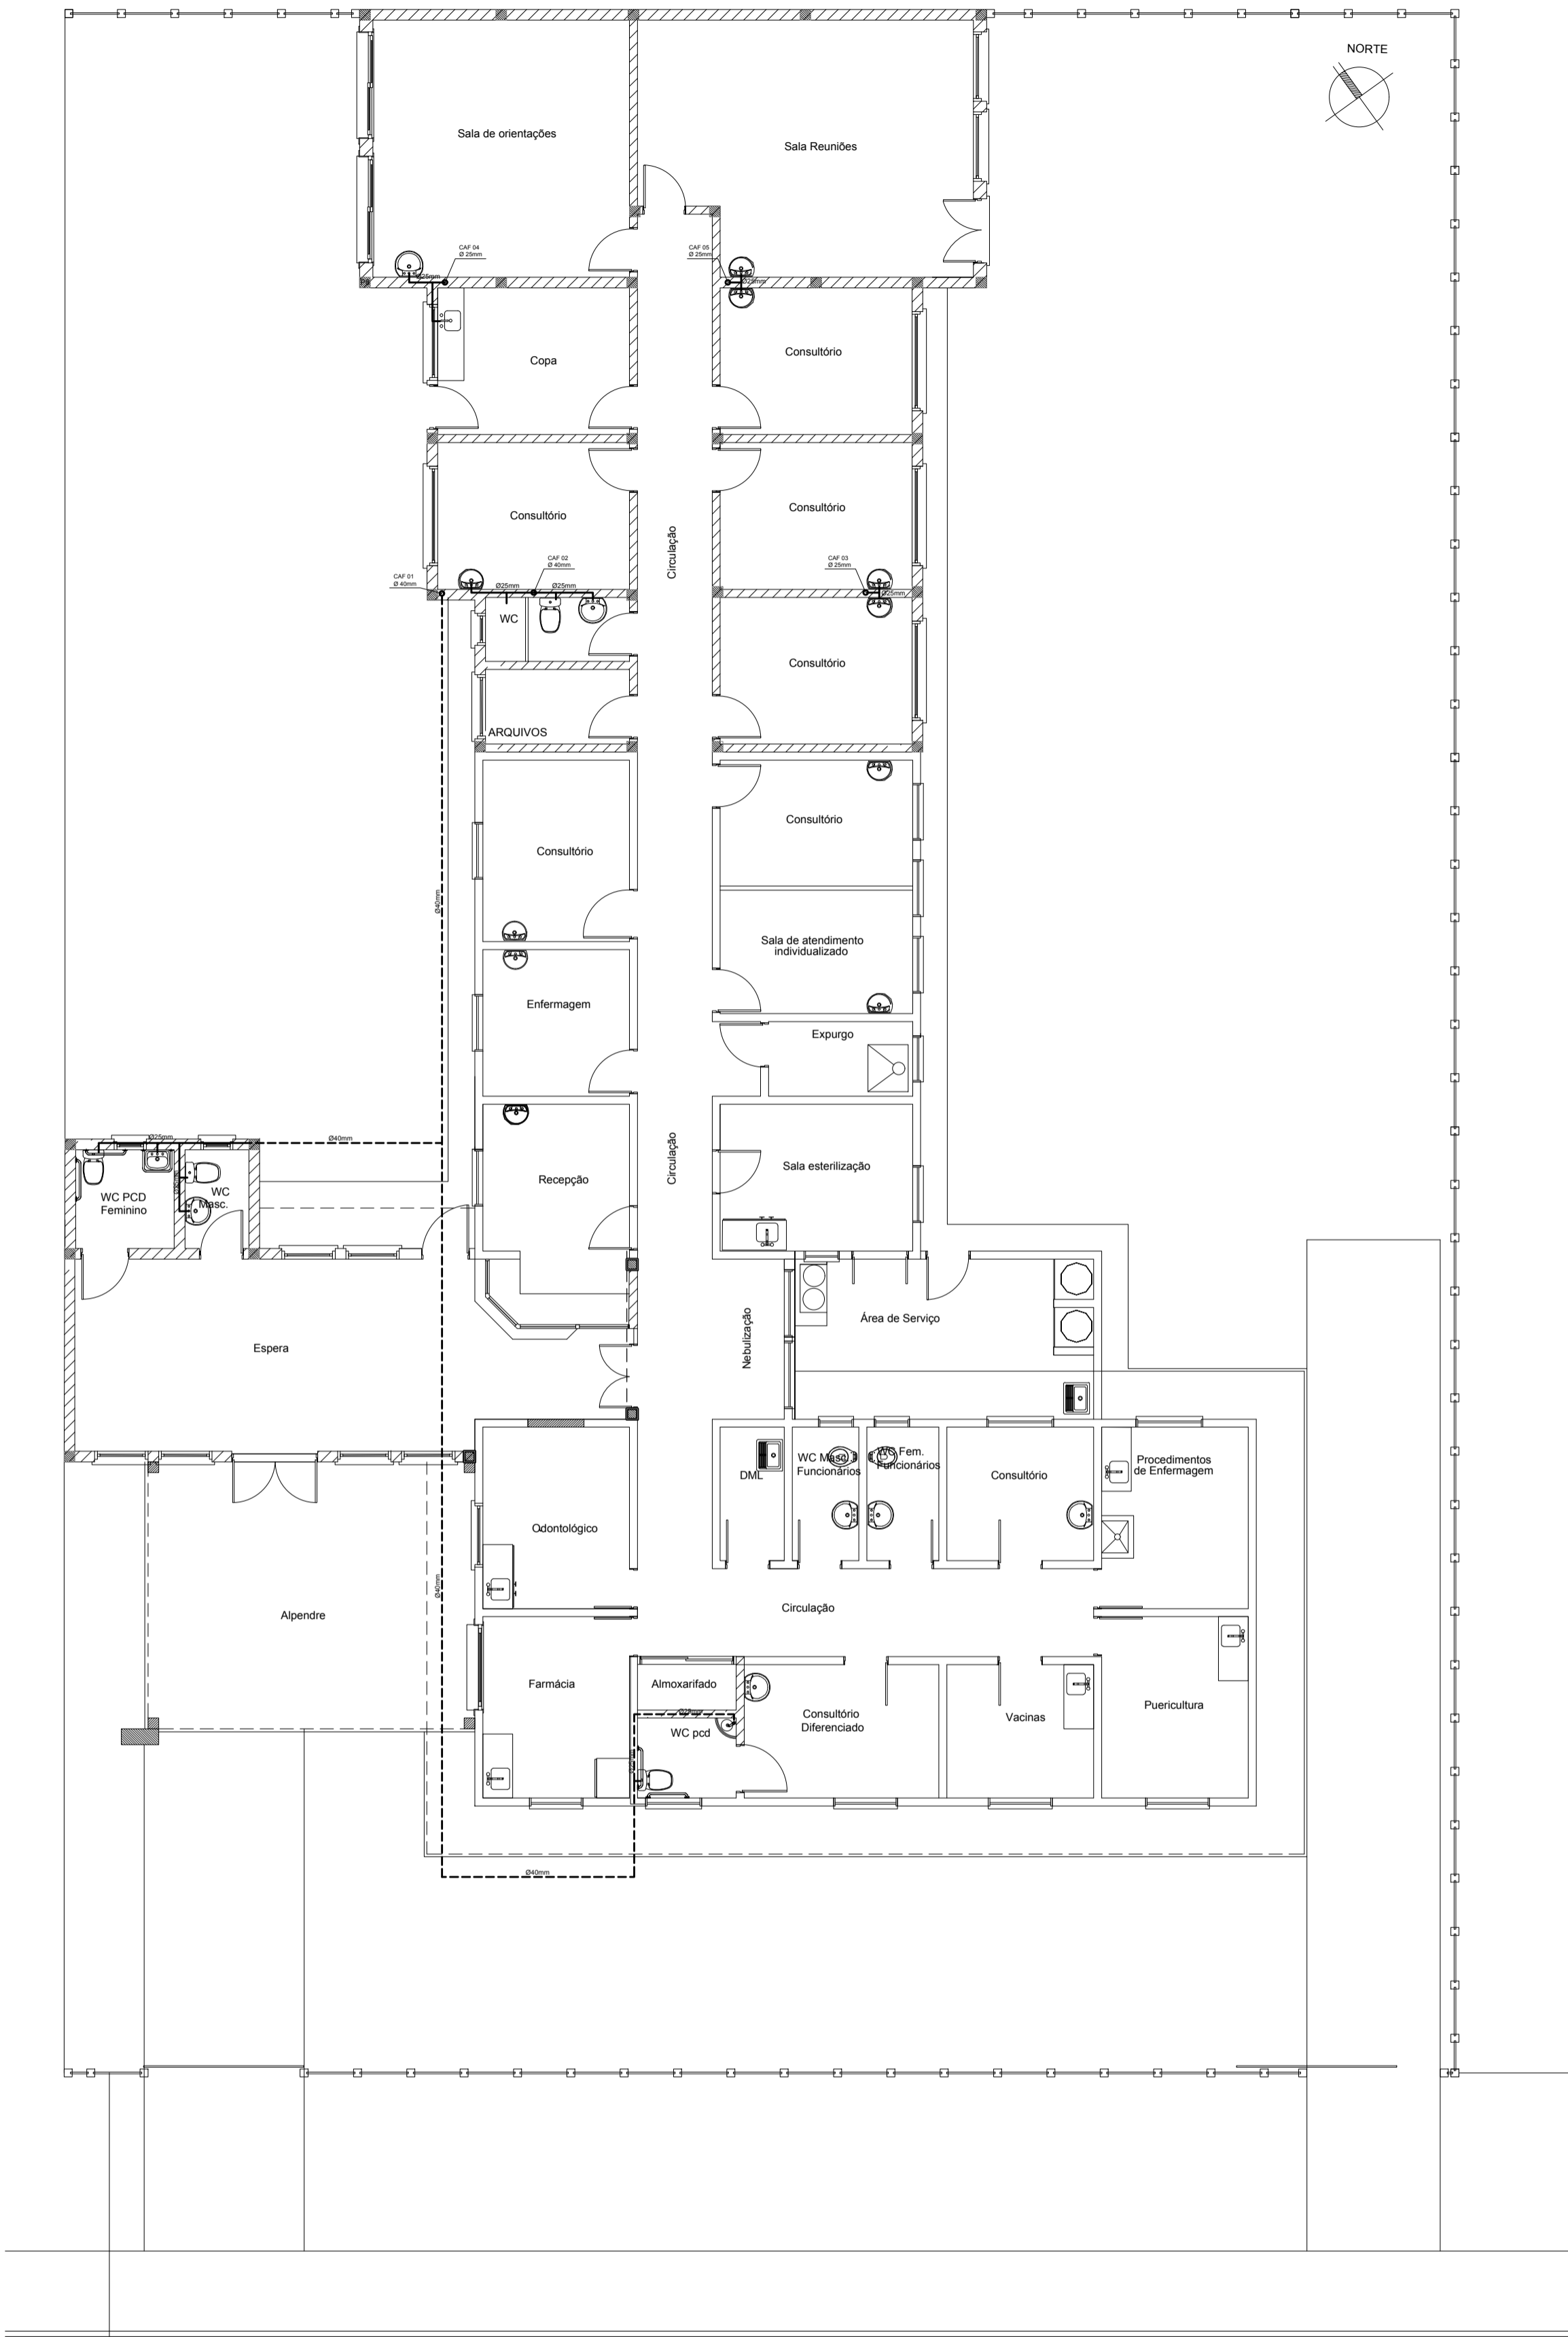 NORTE
Sala de orientações
Sala Reuniões
CAF 04
Ø 25mm
CAF 05
Ø 25mm
Ø25mm
Ø25mm
Copa
Consultório
Consultório
Consultório
Circulação
CAF 01
Ø 40mm
CAF 02
Ø 40mm
CAF 03
Ø 25mm
Ø25mm
Ø25mm
Ø25mm
WC
Consultório
ARQUIVOS
Consultório
Consultório
Ø40mm
Sala de atendimento
individualizado
Enfermagem
Expurgo
Ø25mm
Ø40mm
Circulação
Sala esterilização
Recepção
WC PCD
Feminino
WC
Masc.
Área de Serviço
Nebulização
Espera
DML
WC Masc.
Funcionários
WC Fem.
Funcionários
Consultório
Procedimentos
de Enfermagem
Odontológico
Ø40mm
Alpendre
Circulação
Farmácia
Almoxarifado
Ø25mm
WC pcd
Consultório
Diferenciado
Vacinas
Puericultura
Ø40mm